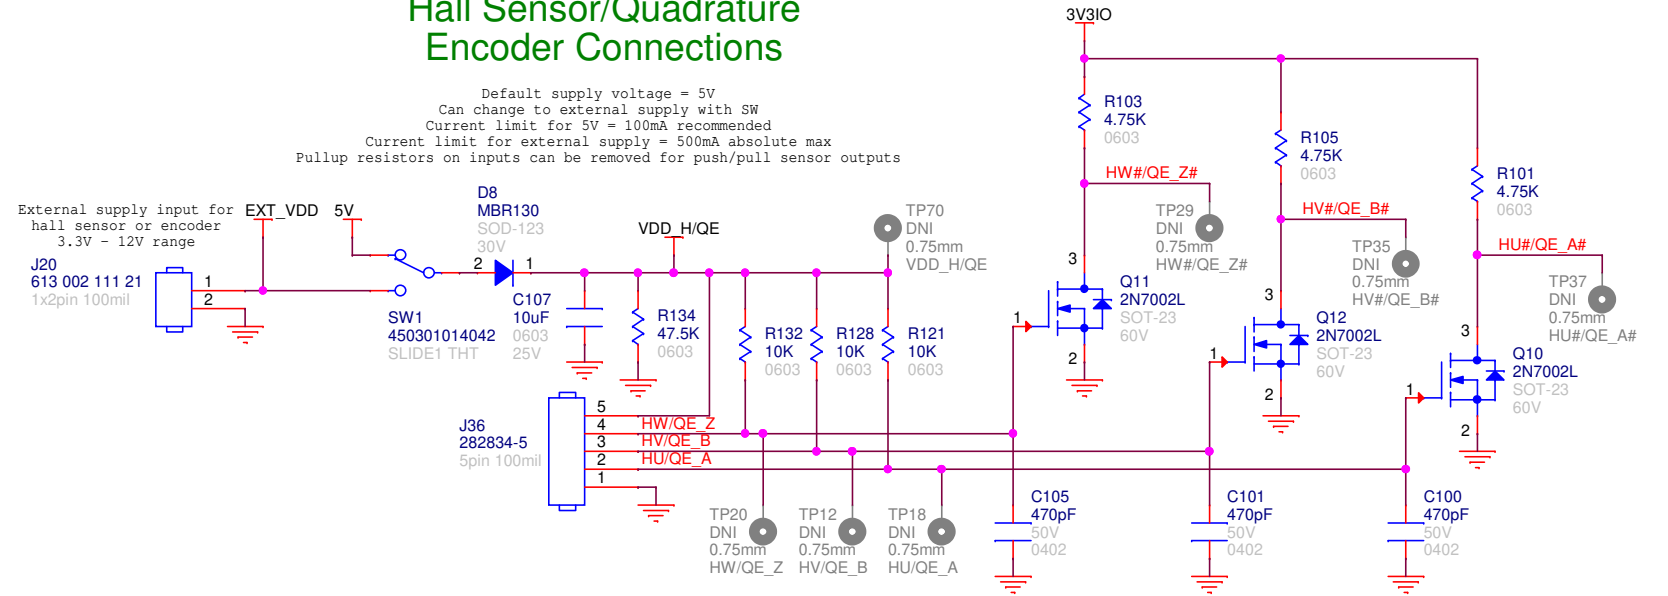 Hall Sensor/Quadrature
Encoder Connections
Default supply voltage = 5V
Can change to external supply with SW
Current limit for 5V = 100mA recommended
Current limit for external supply = 500mA absolute max
Pullup resistors on inputs can be removed for push/pull sensor outputs
External supply input for
hall sensor or encoder
3.3V - 12V range
J20
613 002 111 21
1x2pin 100mil
1
2
EXT_VDD
5V
SW1
450301014042
SLIDE1 THT
D8
MBR130
SOD-123
30V
2
1
C107
10uF
0603
25V
VDD_H/QE
R134
47.5K
0603
R132
10K
0603
R128
10K
0603
R121
10K
0603
TP70
DNI
0.75mm
VDD_H/QE
J36
282834-5
5pin 100mil
5
4
3
2
1
HW/QE_Z
HV/QE_B
HU/QE_A
TP20
DNI
0.75mm
HW/QE_Z
TP12
DNI
0.75mm
HV/QE_B
TP18
DNI
0.75mm
HU/QE_A
3V3IO
R103
4.75K
0603
HW#/QE_Z#
TP29
DNI
0.75mm
HW#/QE_Z#
3
1
2
Q11
2N7002L
SOT-23
60V
C105
470pF
50V
0402
R105
4.75K
0603
HV#/QE_B#
TP35
DNI
0.75mm
HV#/QE_B#
3
1
2
Q12
2N7002L
SOT-23
60V
C101
470pF
50V
0402
R101
4.75K
0603
HU#/QE_A#
TP37
DNI
0.75mm
HU#/QE_A#
3
1
2
Q10
2N7002L
SOT-23
60V
C100
470pF
50V
0402